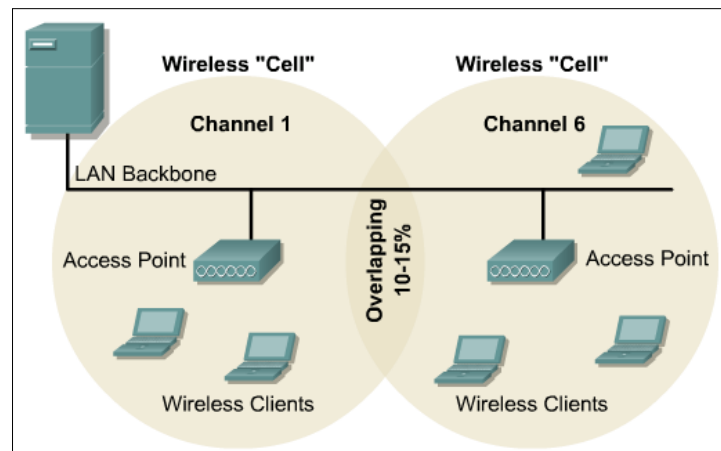 Wireless "Cell"
Wireless "Cell"
Channel 1
Channel 6
LAN Backbone
Overlapping
10-15%
Access Point
Access Point
Wireless Clients
Wireless Clients